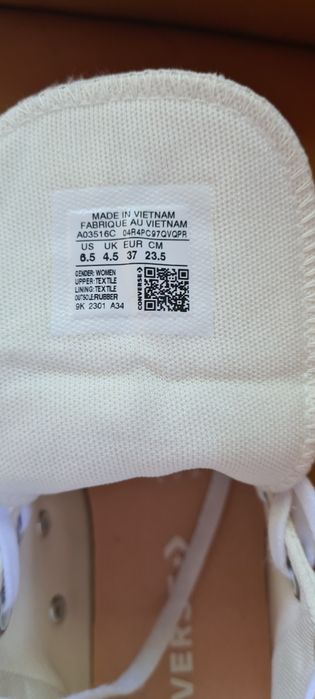 MADE IN VIETNAM
FABRIQUE AU VIETNAM
A03516C 04R4PC97QVQPR
US UK EUR CM
6.5 4.5 37 23.5
GENDER: WOMEN
UPPER: TEXTILE
LINING: TEXTILE
OUTSOLE:RUBBER
9K 2301 A34
CONVERSE
CONVERSE